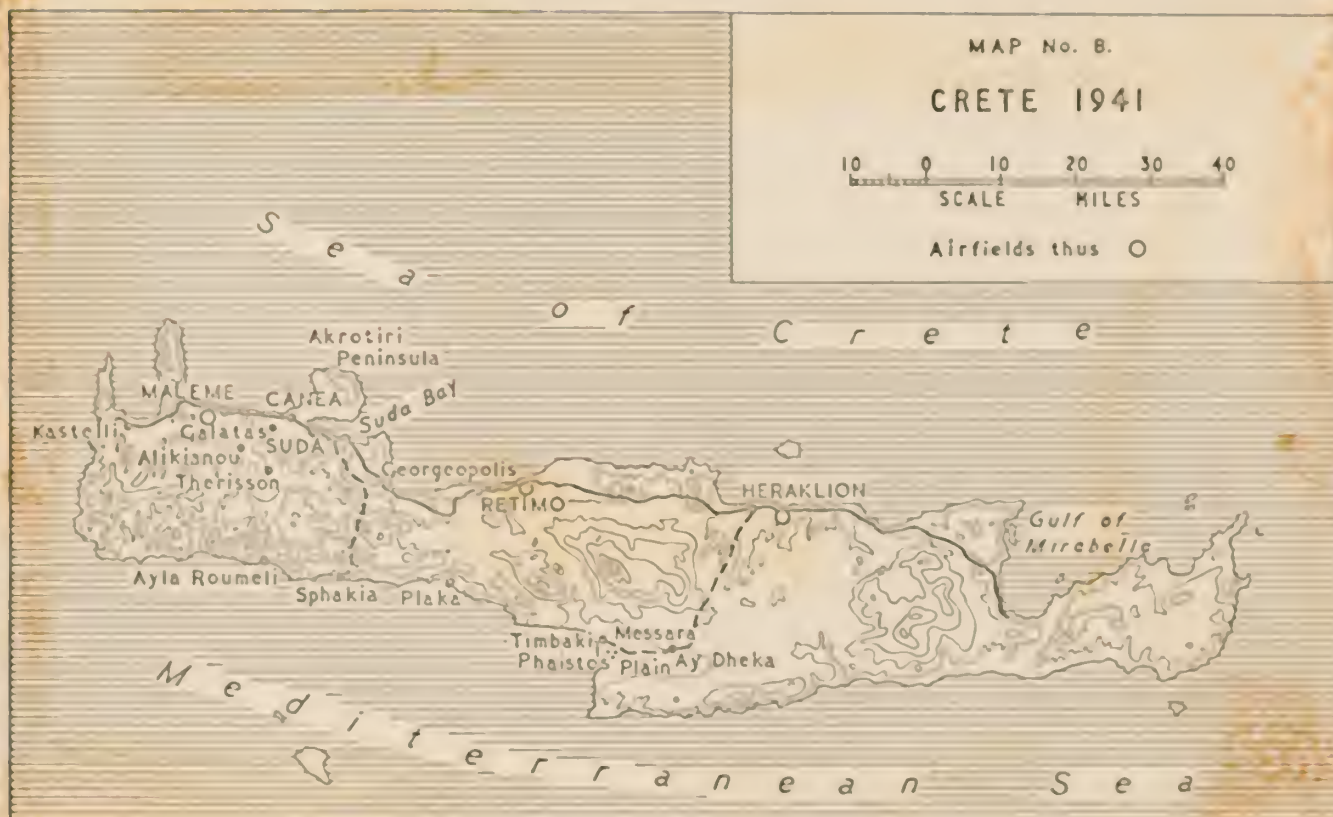 MAP No. 8.
CRETE 1941
10 0 10 20 30 40
SCALE MILES
Airfields thus
Sea of Crete
Akrotiri
Peninsula
MALEME
CANEA
Suda Bay
Kastelli
Galatas
SUDA
Alikianou
Therisson
Georgeopolis
RETIMO
HERAKLION
Gulf of
Mirabelle
Ayla Roumeli
Sphakia
Plaka
Timbaki
Messara
Phaistos
Plain
Ay Dheka
Mediterranean Sea